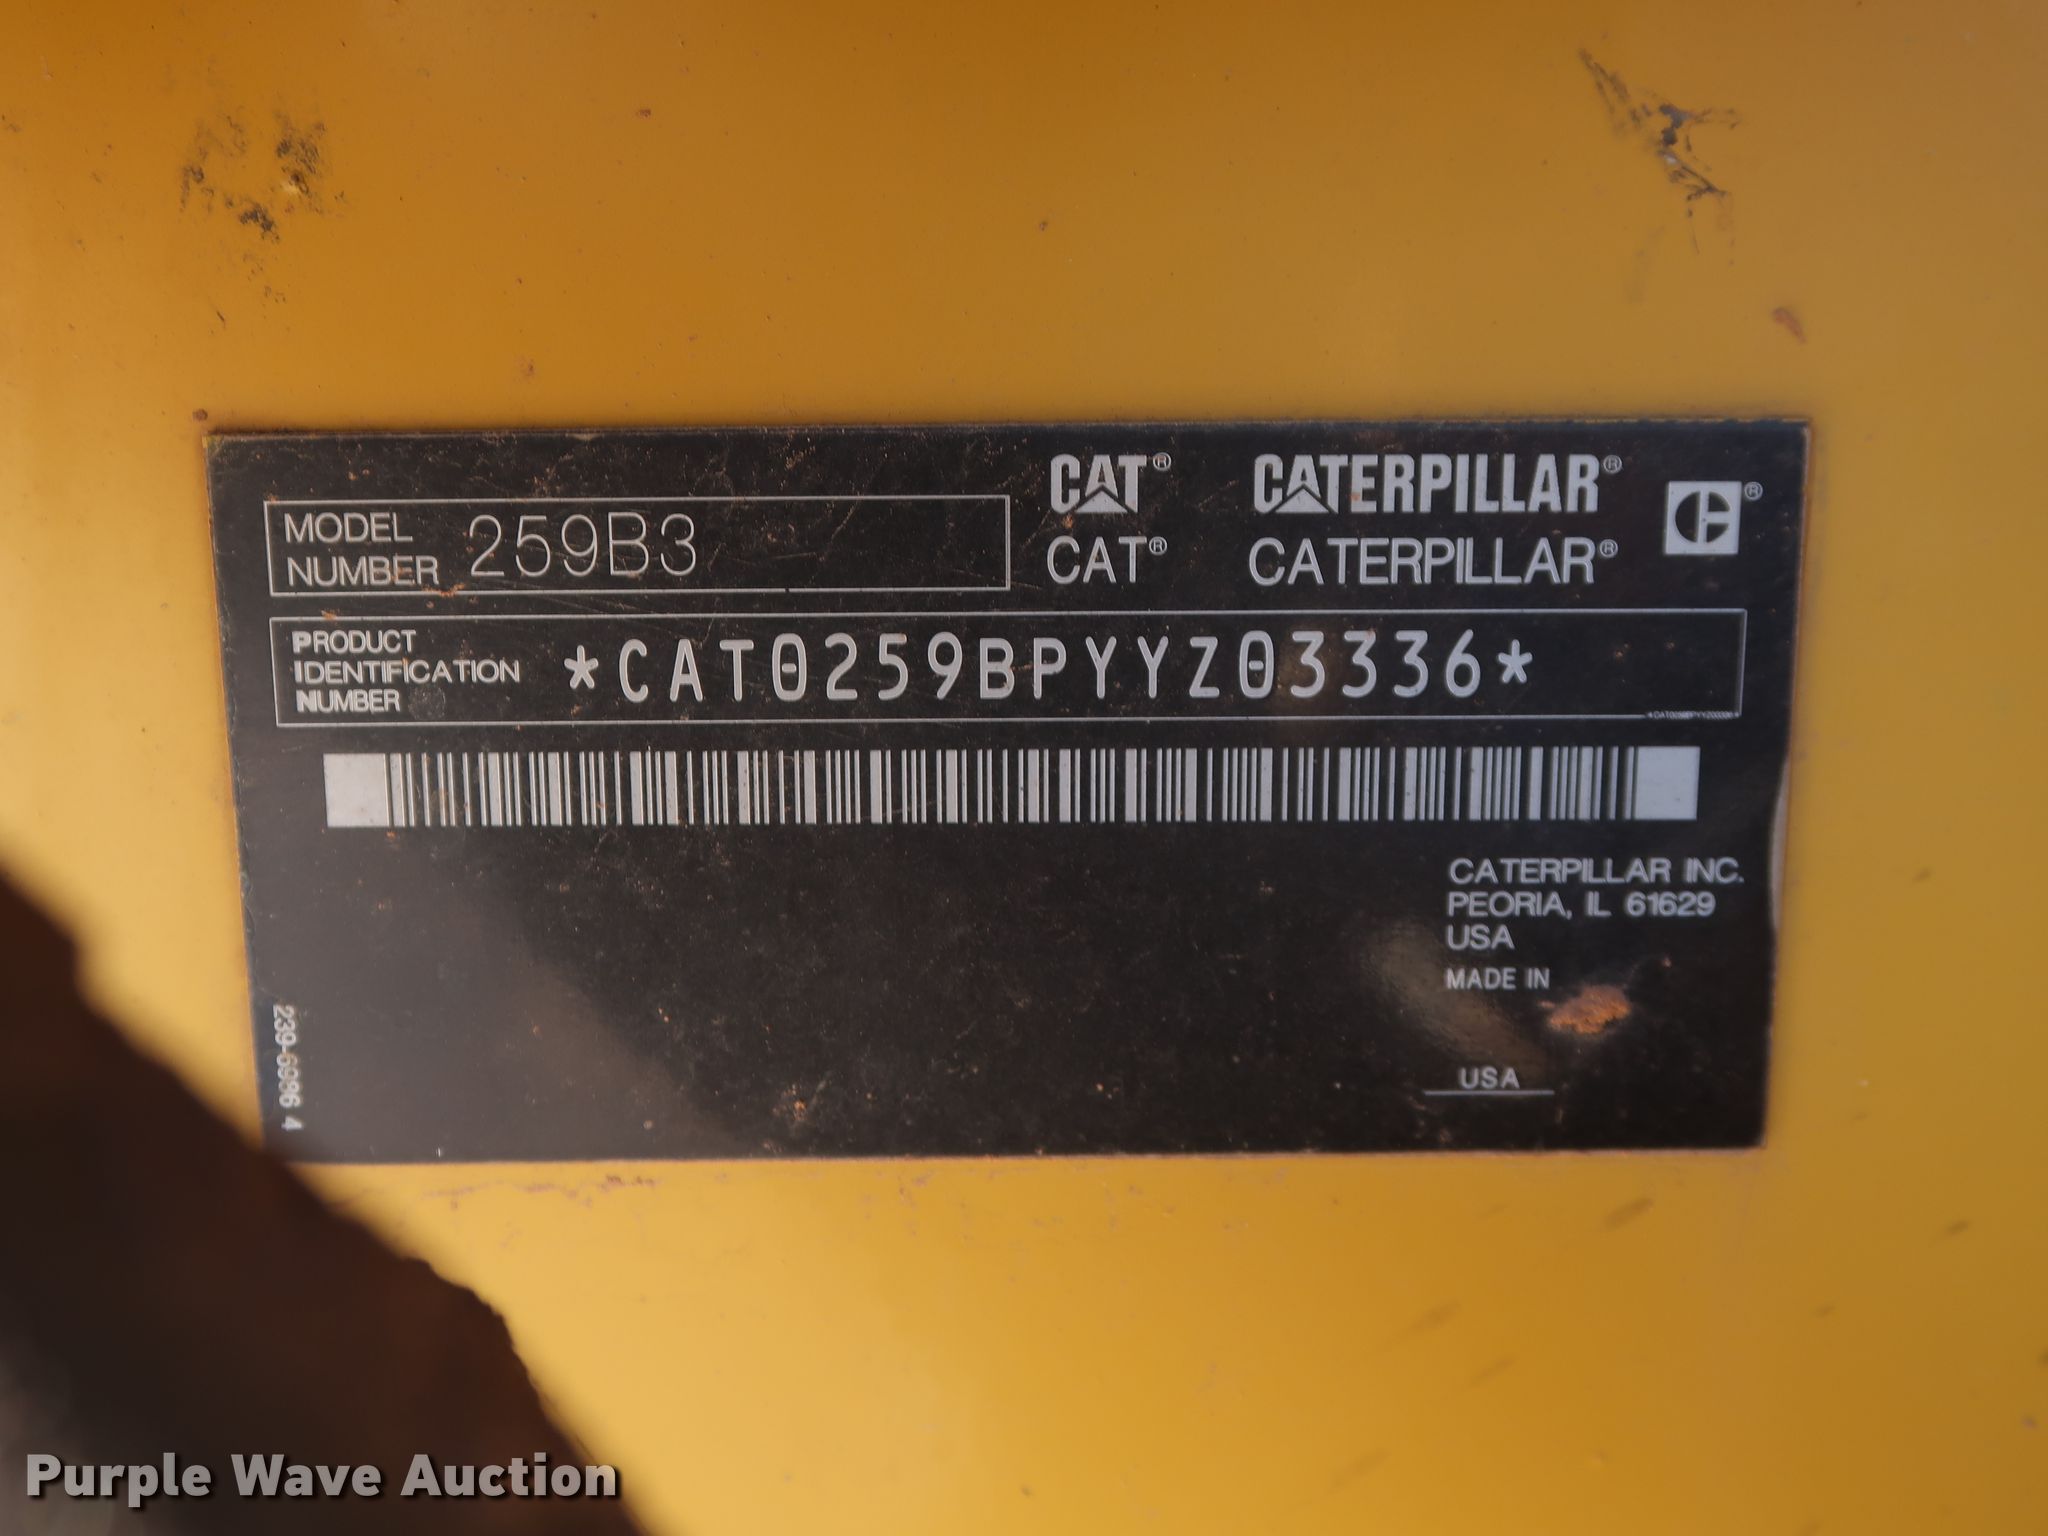 MODEL NUMBER 259B3
CAT® CATERPILLAR® ®
CAT® CATERPILLAR®
PRODUCT
IDENTIFICATION
NUMBER
*CAT0259BPYYZ03336*
*CAT0259BPYYZ03336*
CATERPILLAR INC.
PEORIA, IL 61629
USA
MADE IN
USA
239-6986 4
Purple Wave Auction